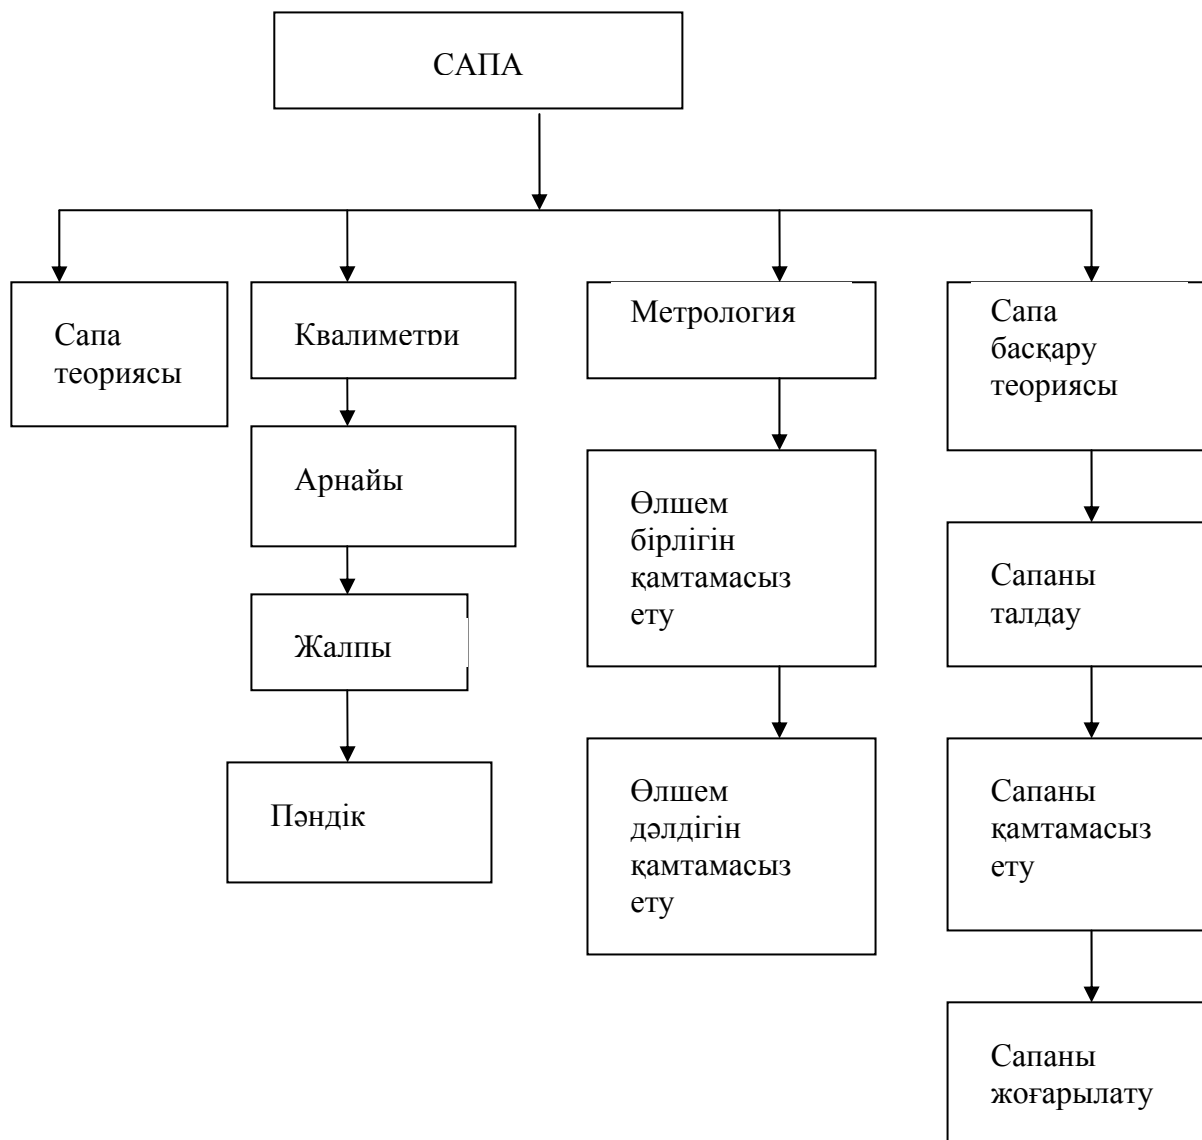 САПА
Сапа
теориясы
Квалиметри
Арнайы
Жалпы
Пәндік
Метрология
Өлшем
бірлігін
қамтамасыз
ету
Өлшем
дәлдігін
қамтамасыз
ету
Сапа
басқару
теориясы
Сапаны
талдау
Сапаны
қамтамасыз
ету
Сапаны
жоғарылату